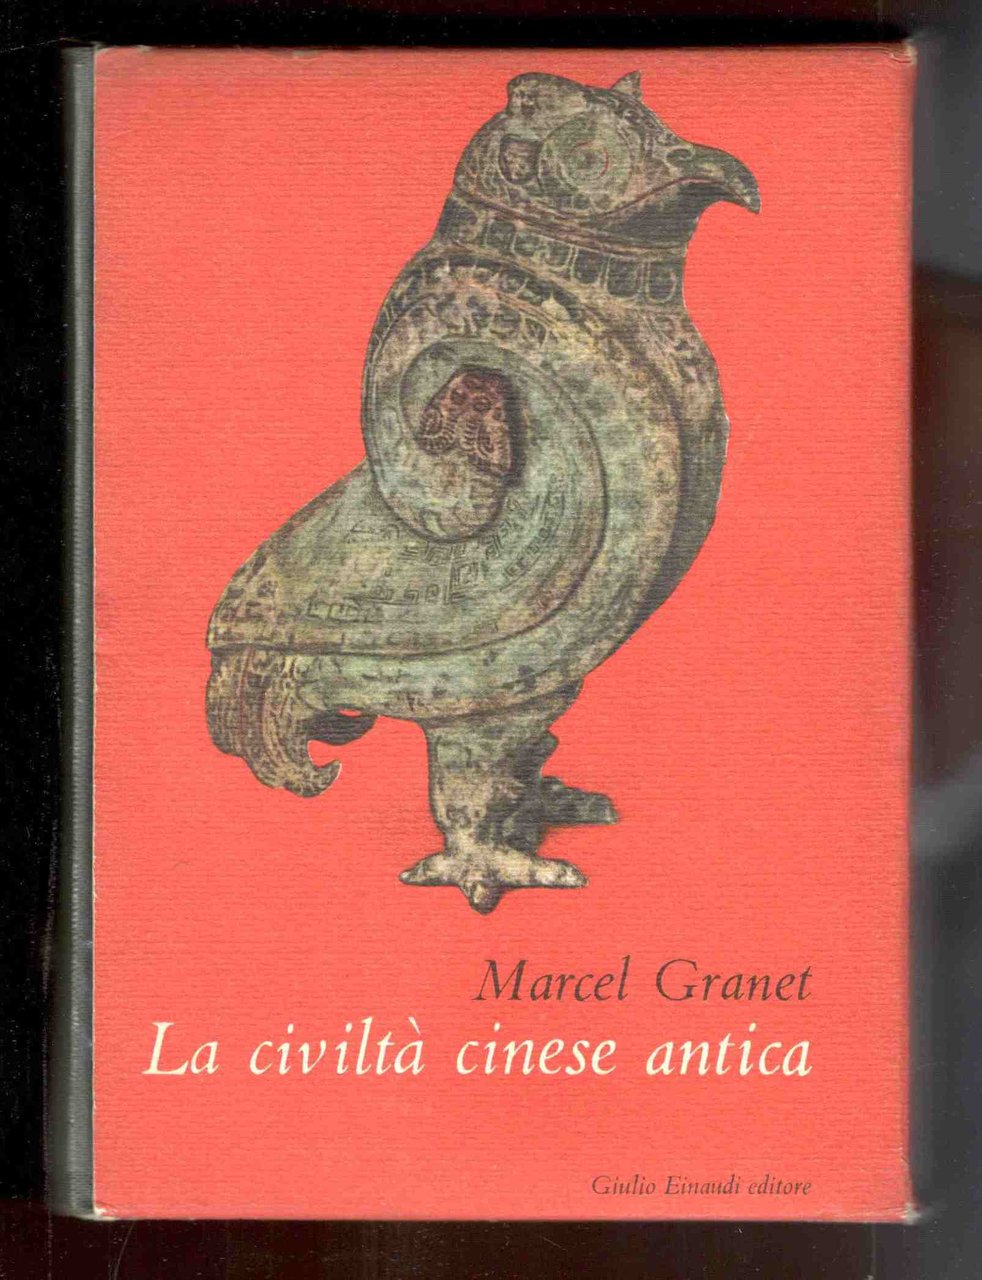 Marcel Granet
La civiltà cinese antica
Giulio Einaudi editore